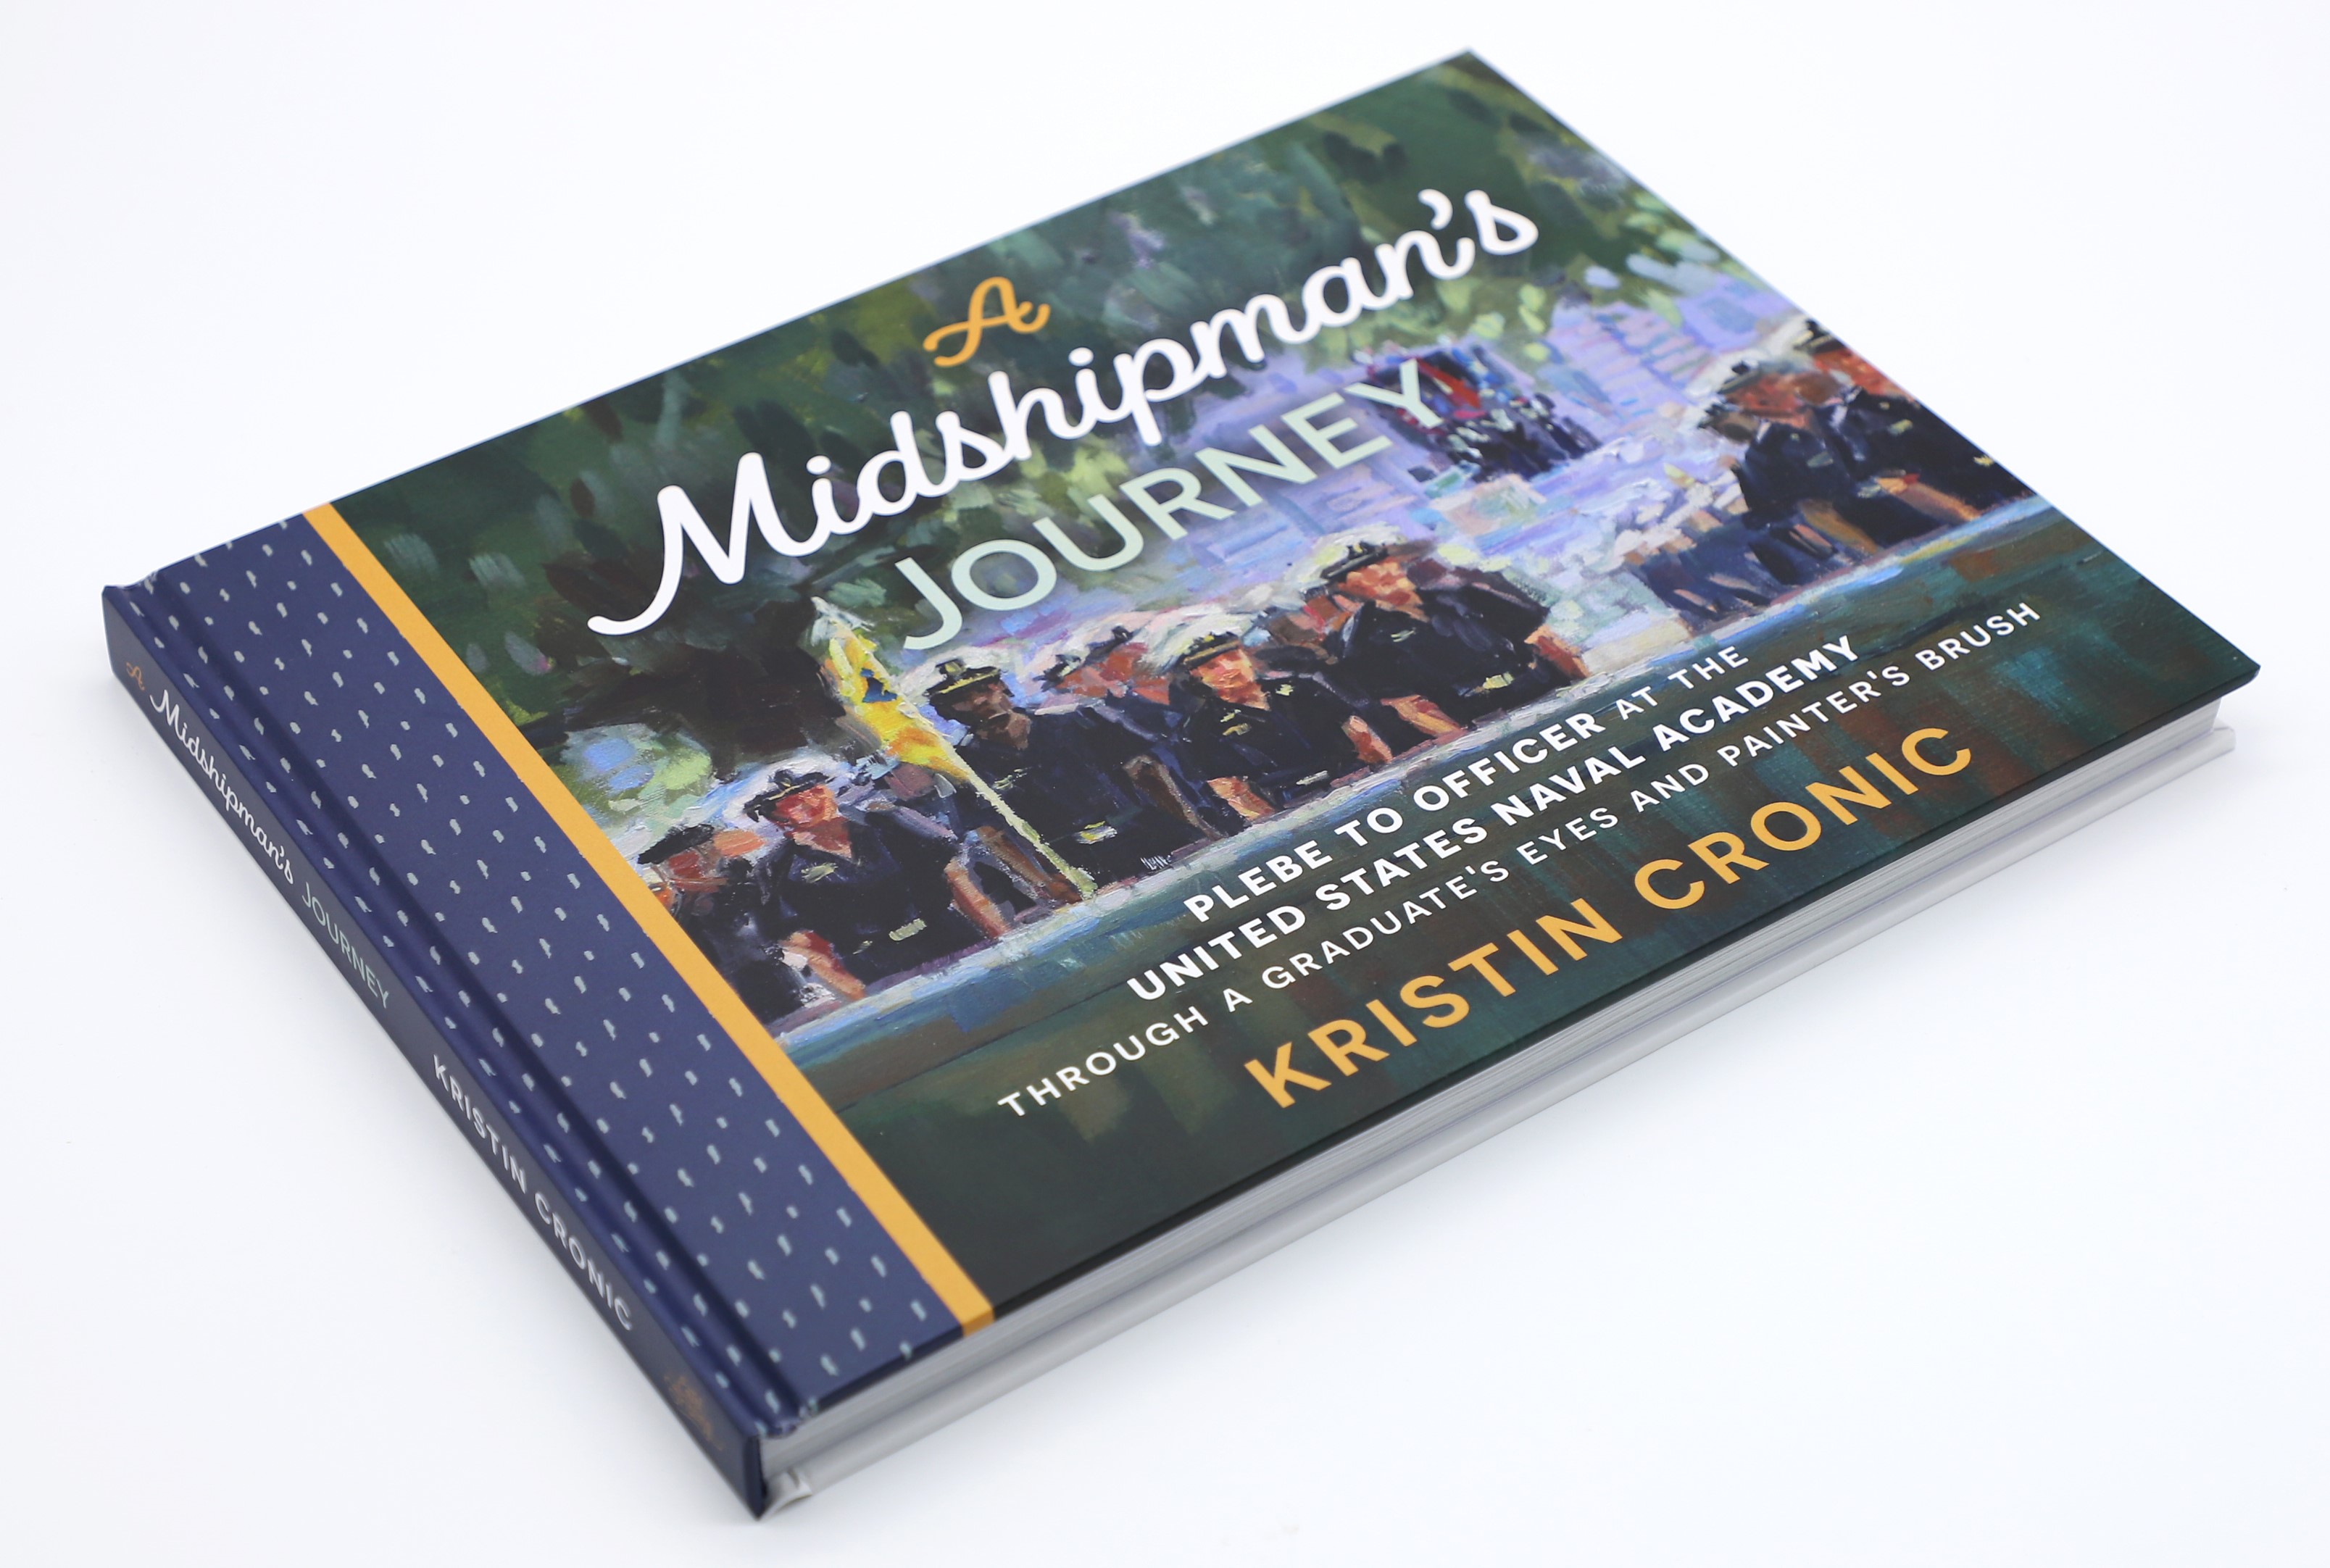 A
Midshipman's
JOURNEY
PLEBE TO OFFICER AT THE
UNITED STATES NAVAL ACADEMY
THROUGH A GRADUATE'S EYES AND PAINTER'S BRUSH
KRISTIN CRONIC
A Midshipman's JOURNEY KRISTIN CRONIC